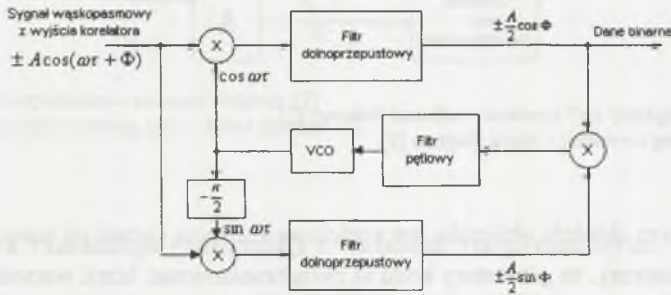 Sygnał wąskopasmowy
z wyjścia korelatora
± Acos(ωτ + Φ)
X
cos ωτ
Filtr
dolnoprzepustowy
± A/2 cos Φ
Dane binarne
VCO
Filtr
pętlowy
X
- π/2
sin ωτ
X
Filtr
dolnoprzepustowy
± A/2 sin Φ